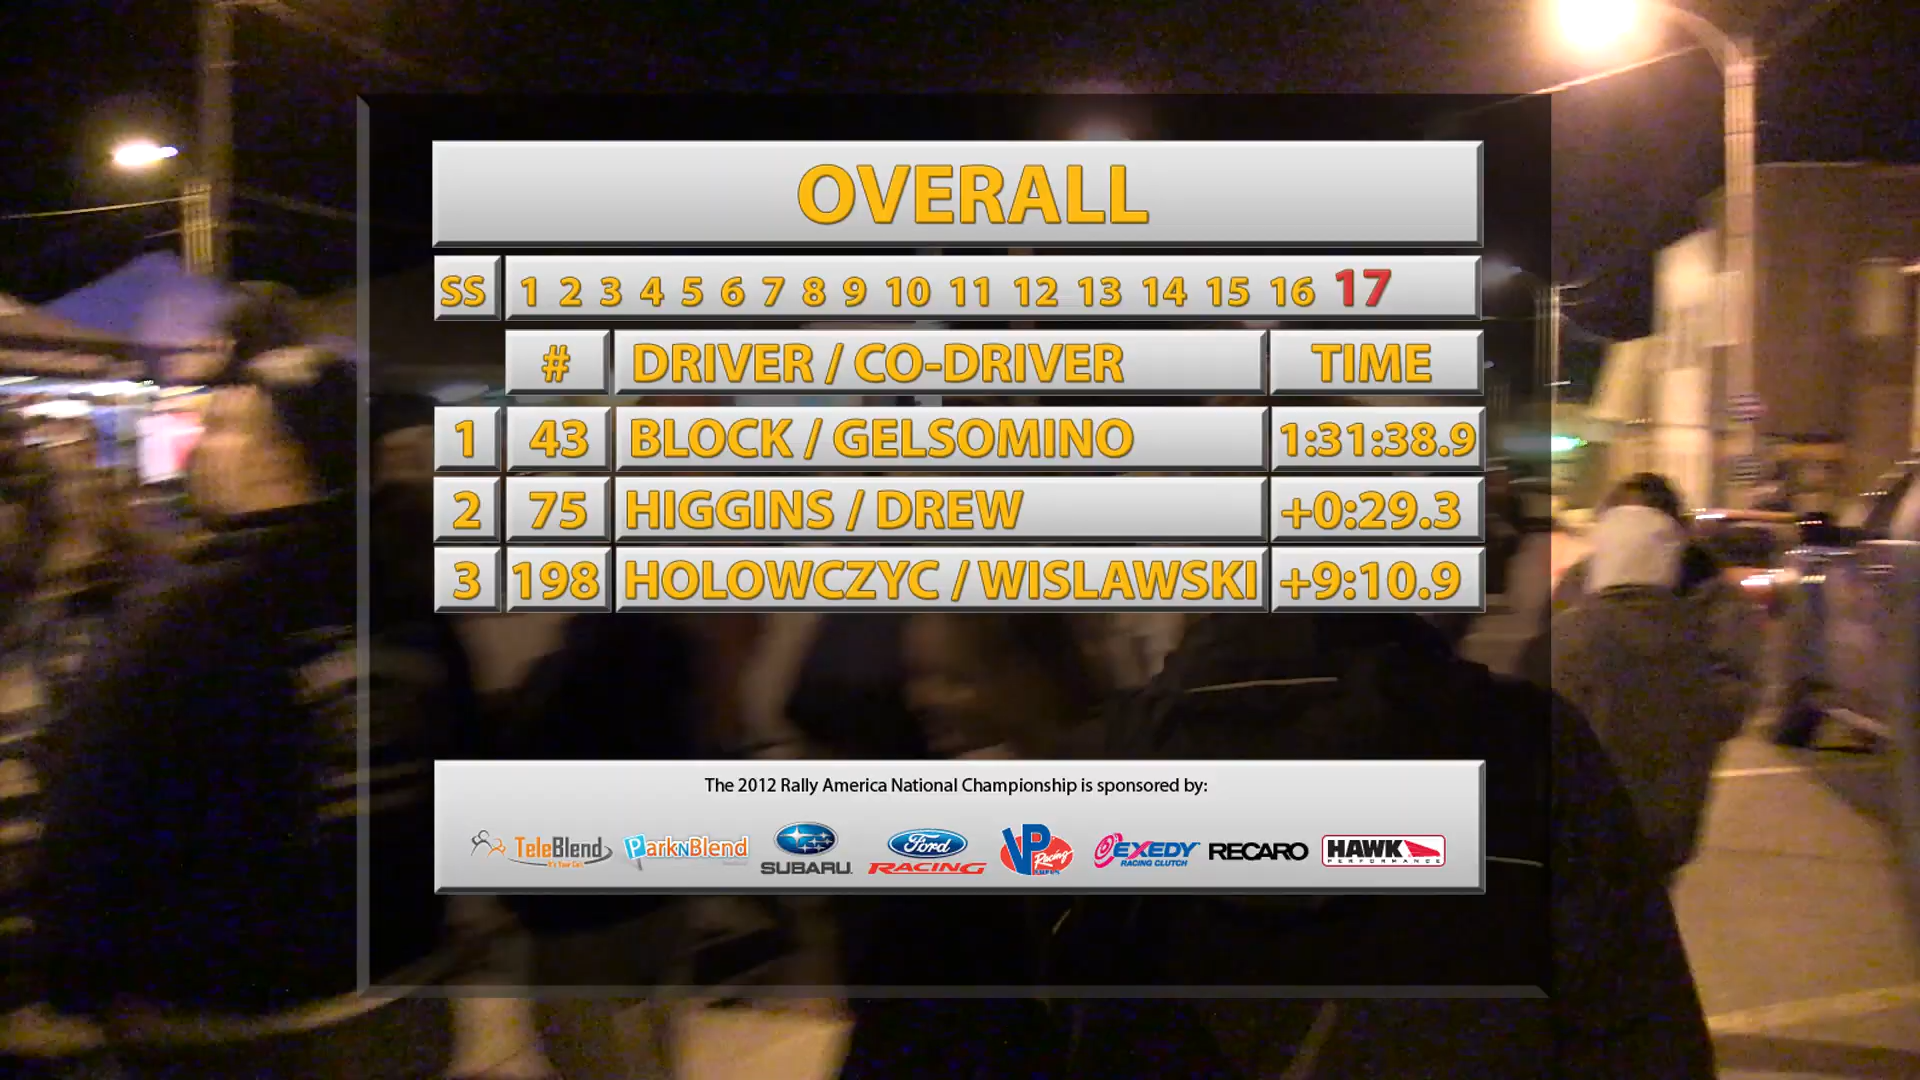 OVERALL
SS 1 2 3 4 5 6 7 8 9 10 11 12 13 14 15 16 17
# DRIVER / CO-DRIVER TIME
1 43 BLOCK / GELSOMINO 1:31:38.9
2 75 HIGGINS / DREW +0:29.3
3 198 HOLOWCZYC / WISLAWSKI +9:10.9
The 2012 Rally America National Championship is sponsored by:
TeleBlend ParkNBlend SUBARU Ford RACING VP Racing FUELS EXEDY RACING CLUTCH RECARO HAWK PERFORMANCE